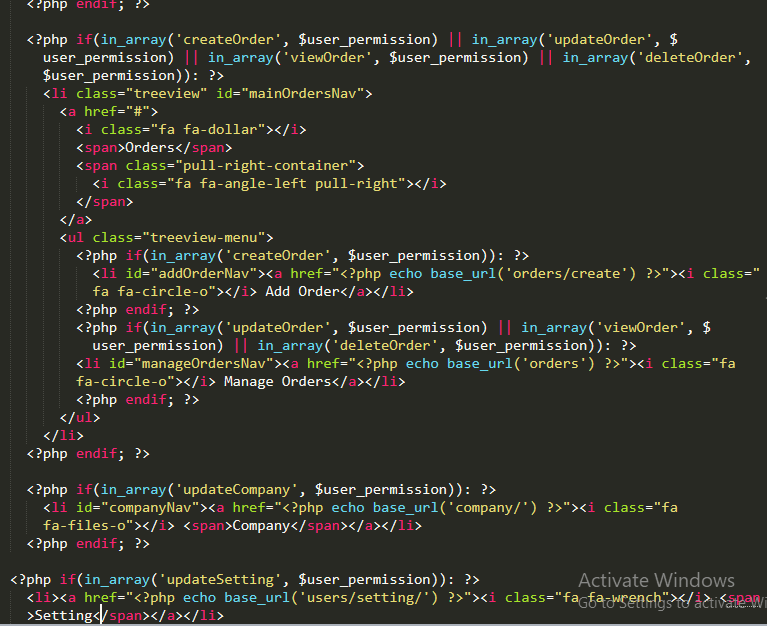 <?php endif; ?>
<?php if(in_array('createOrder', $user_permission) || in_array('updateOrder', $
user_permission) || in_array('viewOrder', $user_permission) || in_array('deleteOrder',
$user_permission)): ?>
<li class="treeview" id="mainOrdersNav">
<a href="#">
<i class="fa fa-dollar"></i>
<span>Orders</span>
<span class="pull-right-container">
<i class="fa fa-angle-left pull-right"></i>
</span>
</a>
<ul class="treeview-menu">
<?php if(in_array('createOrder', $user_permission)): ?>
<li id="addOrderNav"><a href="<?php echo base_url('orders/create') ?>"><i class="
fa fa-circle-o"></i> Add Order</a></li>
<?php endif; ?>
<?php if(in_array('updateOrder', $user_permission) || in_array('viewOrder', $
user_permission) || in_array('deleteOrder', $user_permission)): ?>
<li id="manageOrdersNav"><a href="<?php echo base_url('orders') ?>"><i class="fa
fa-circle-o"></i> Manage Orders</a></li>
<?php endif; ?>
</ul>
</li>
<?php endif; ?>
<?php if(in_array('updateCompany', $user_permission)): ?>
<li id="companyNav"><a href="<?php echo base_url('company/') ?>"><i class="fa
fa-files-o"></i> <span>Company</span></a></li>
<?php endif; ?>
<?php if(in_array('updateSetting', $user_permission)): ?>
Activate Windows
<li><a href="<?php echo base_url('users/setting/') ?>"><i class="fa fa-wrench"></i> <span
Go to Settings to activate Wi
>Setting</span></a></li>